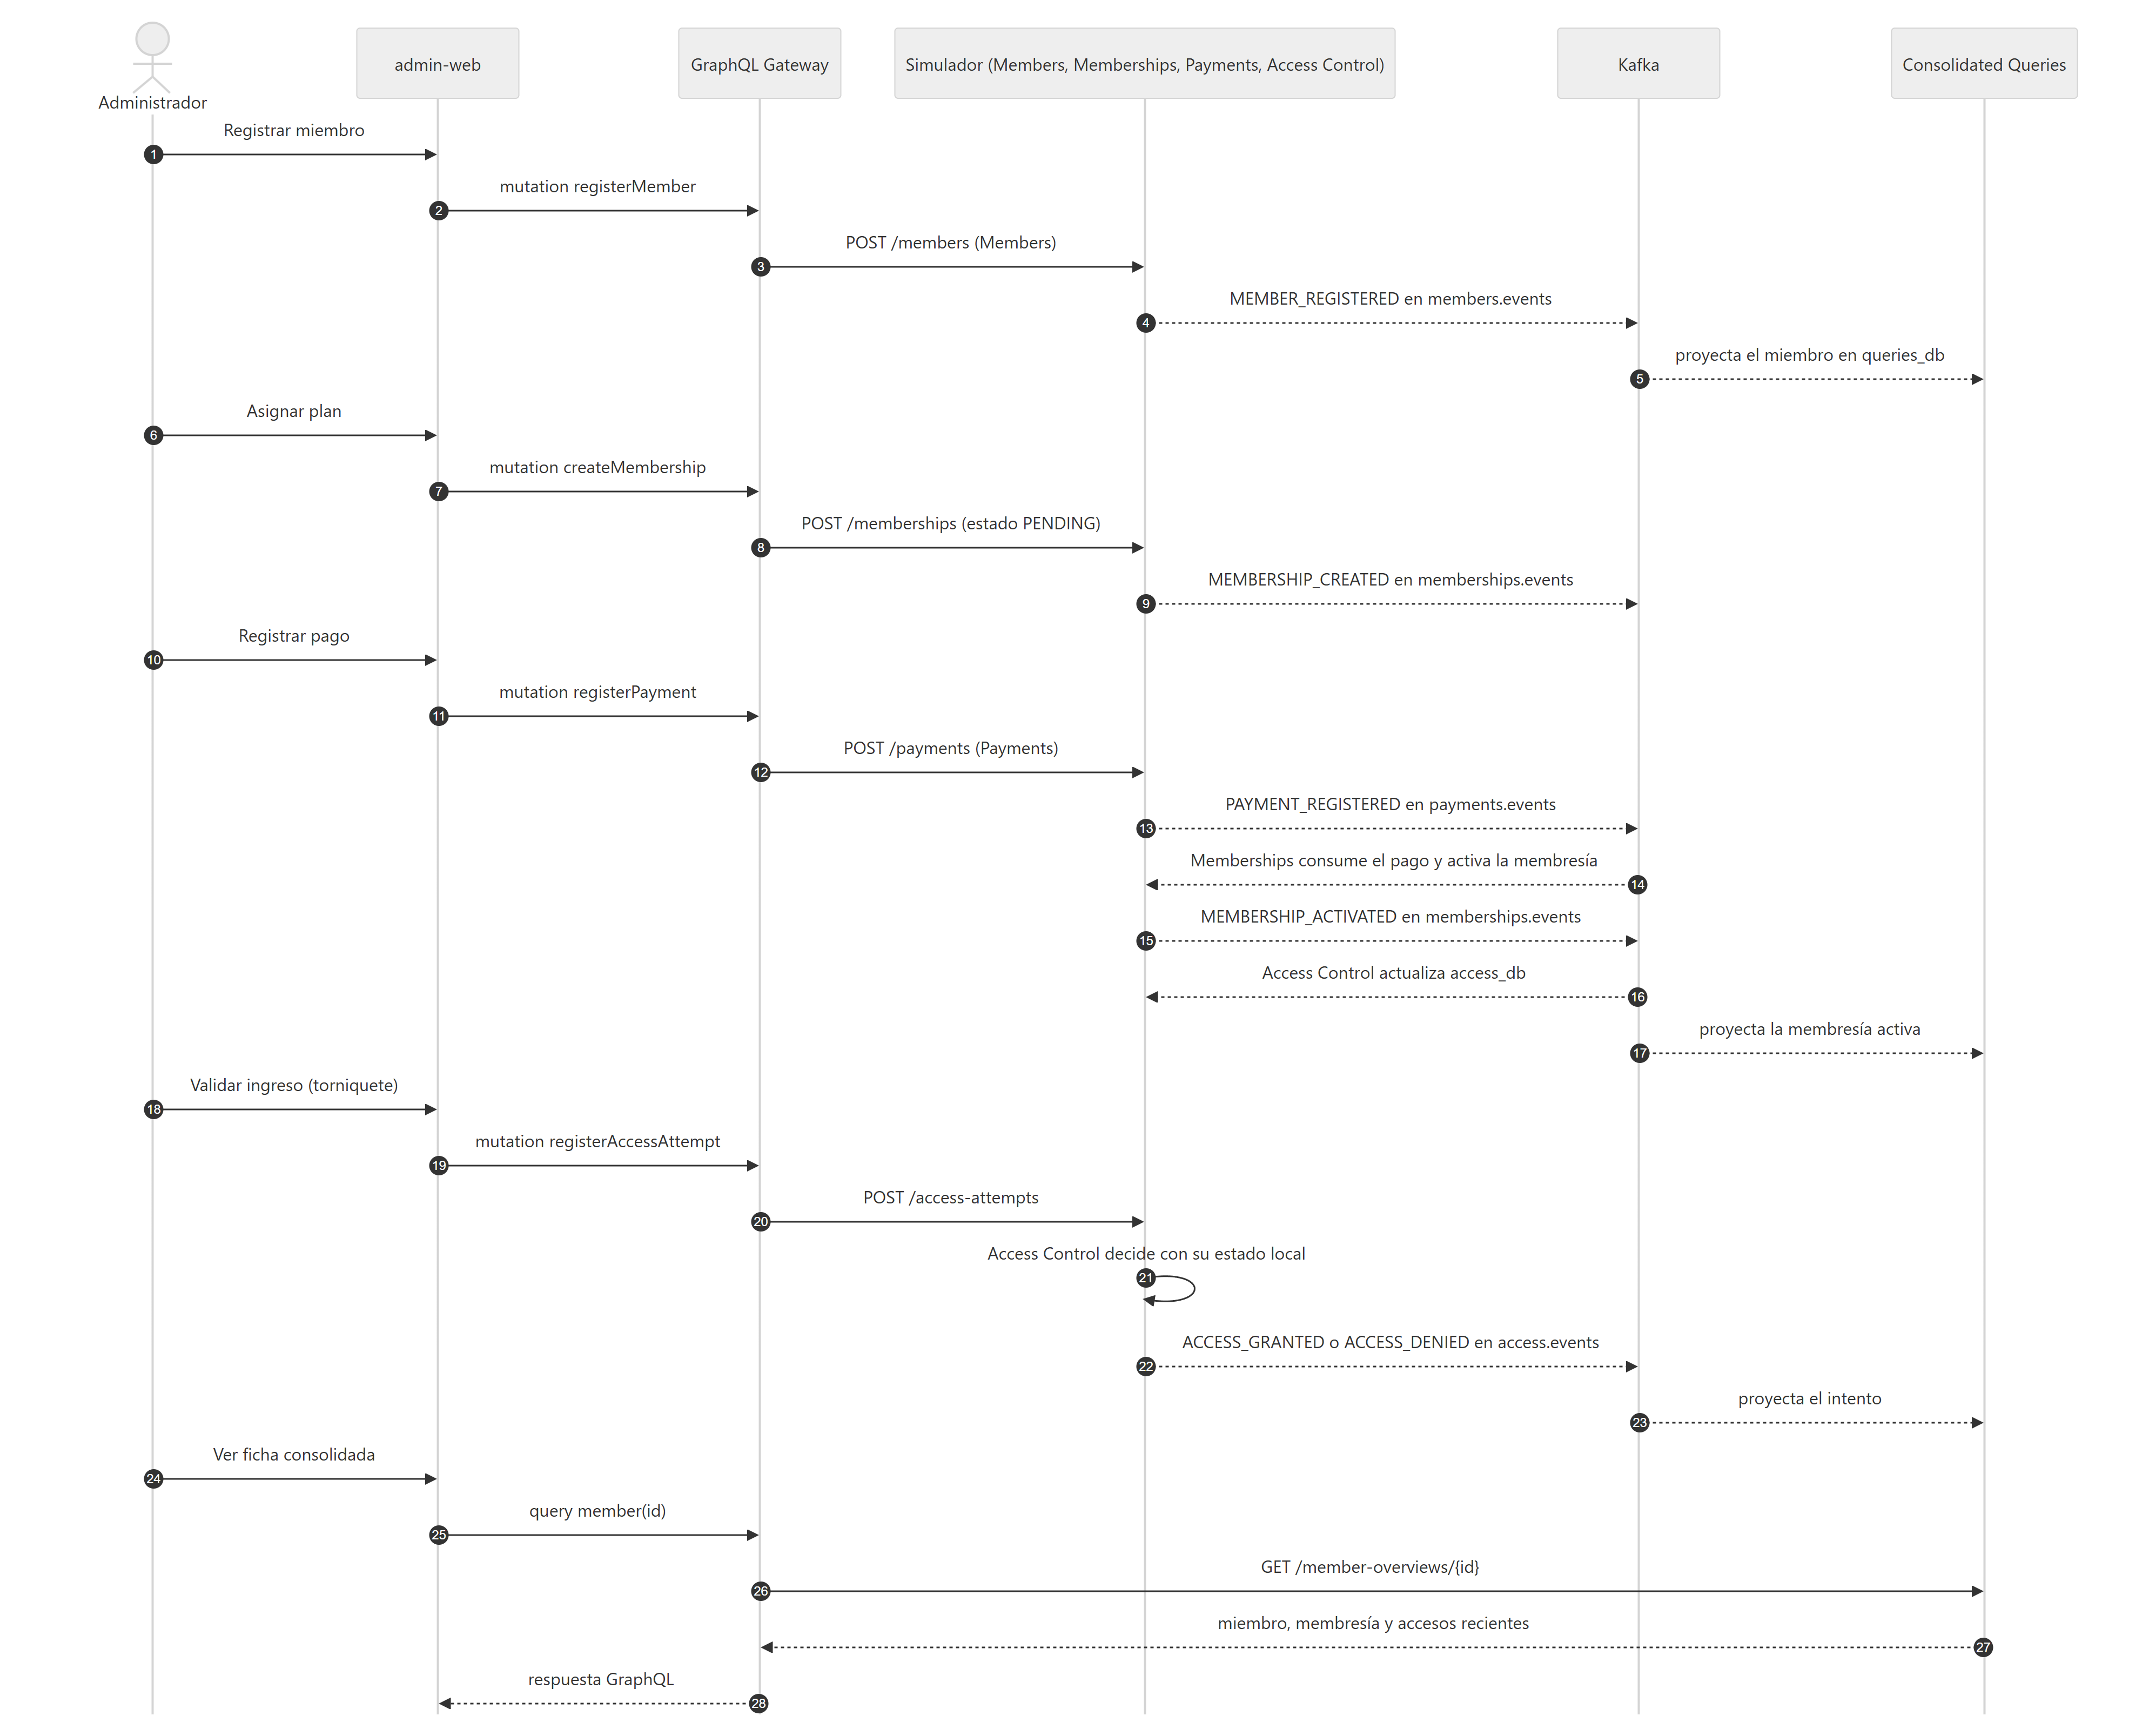 Administrador
admin-web
GraphQL Gateway
Simulador (Members, Memberships, Payments, Access Control)
Kafka
Consolidated Queries
Registrar miembro
1
mutation registerMember
2
POST /members (Members)
3
MEMBER_REGISTERED en members.events
4
proyecta el miembro en queries_db
5
Asignar plan
6
mutation createMembership
7
POST /memberships (estado PENDING)
8
MEMBERSHIP_CREATED en memberships.events
9
Registrar pago
10
mutation registerPayment
11
POST /payments (Payments)
12
PAYMENT_REGISTERED en payments.events
13
Memberships consume el pago y activa la membresía
14
MEMBERSHIP_ACTIVATED en memberships.events
15
Access Control actualiza access_db
16
proyecta la membresía activa
17
Validar ingreso (torniquete)
18
mutation registerAccessAttempt
19
POST /access-attempts
20
Access Control decide con su estado local
21
ACCESS_GRANTED o ACCESS_DENIED en access.events
22
proyecta el intento
23
Ver ficha consolidada
24
query member(id)
25
GET /member-overviews/{id}
26
miembro, membresía y accesos recientes
27
respuesta GraphQL
28